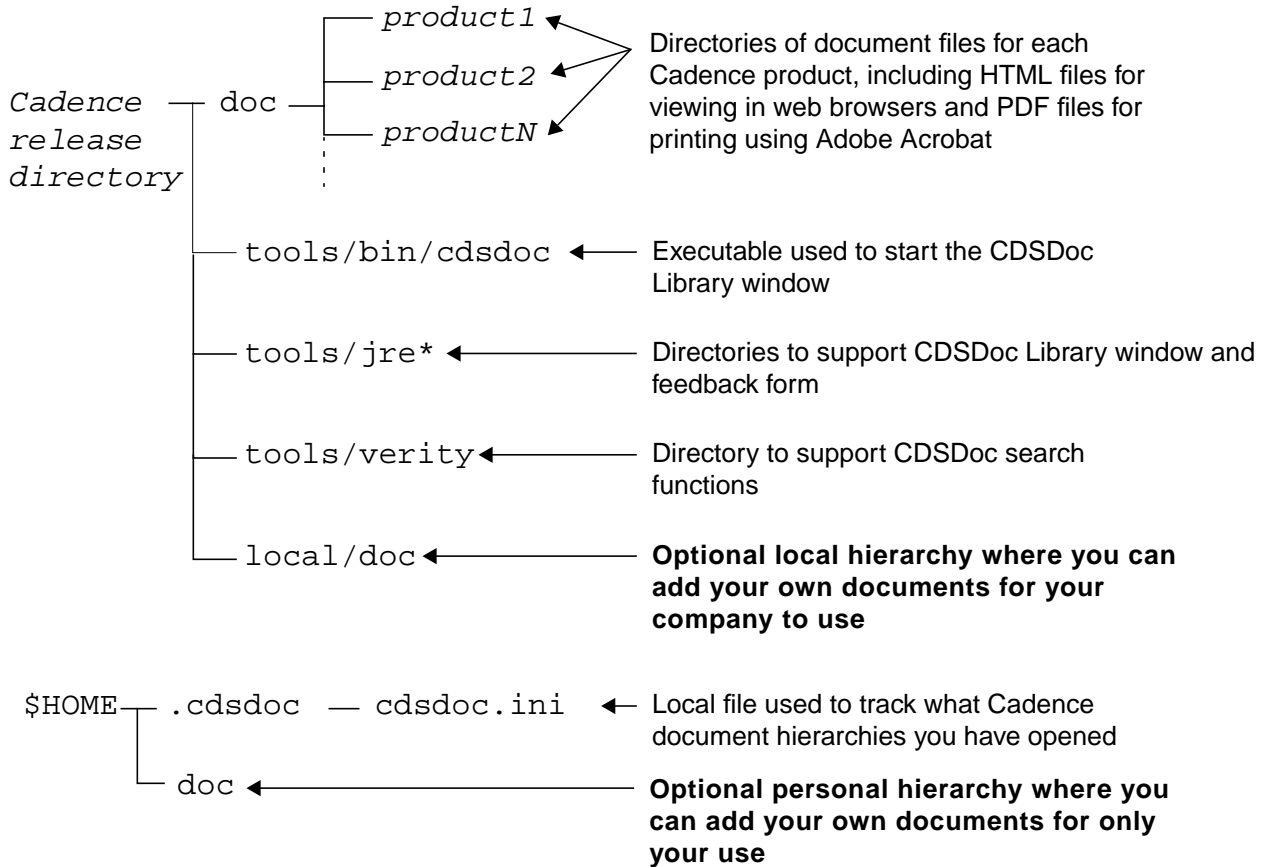 product1
product2
productN
Cadence
release
directory
doc
Directories of document files for each
Cadence product, including HTML files for
viewing in web browsers and PDF files for
printing using Adobe Acrobat
tools/bin/cdsdoc
Executable used to start the CDSDoc
Library window
tools/jre*
Directories to support CDSDoc Library window and
feedback form
tools/verity
Directory to support CDSDoc search
functions
local/doc
Optional local hierarchy where you can
add your own documents for your
company to use
$HOME
.cdsdoc
cdsdoc.ini
Local file used to track what Cadence
document hierarchies you have opened
doc
Optional personal hierarchy where you
can add your own documents for only
your use